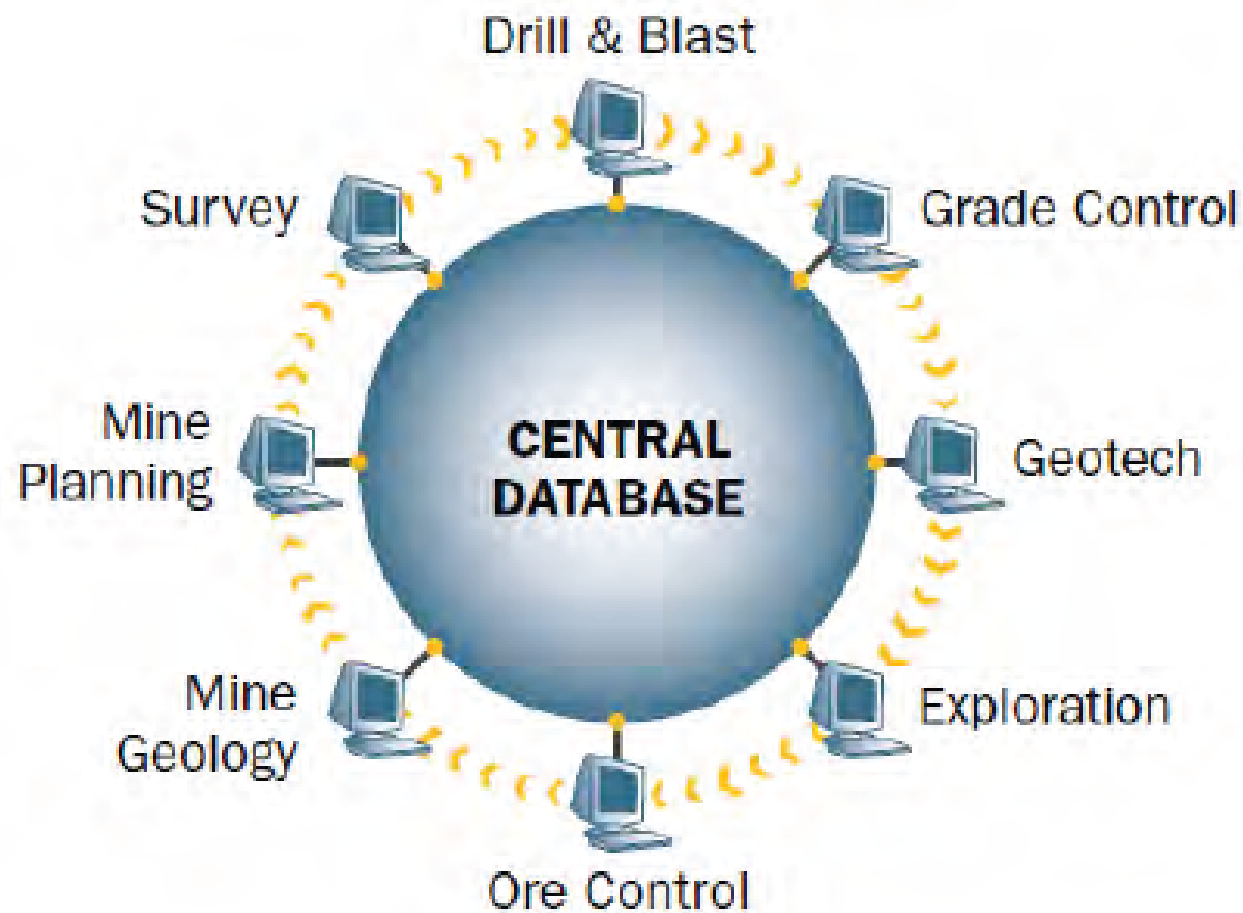 Drill & Blast
Survey
Grade Control
Mine
Planning
CENTRAL
DATABASE
Geotech
Mine
Geology
Exploration
Ore Control